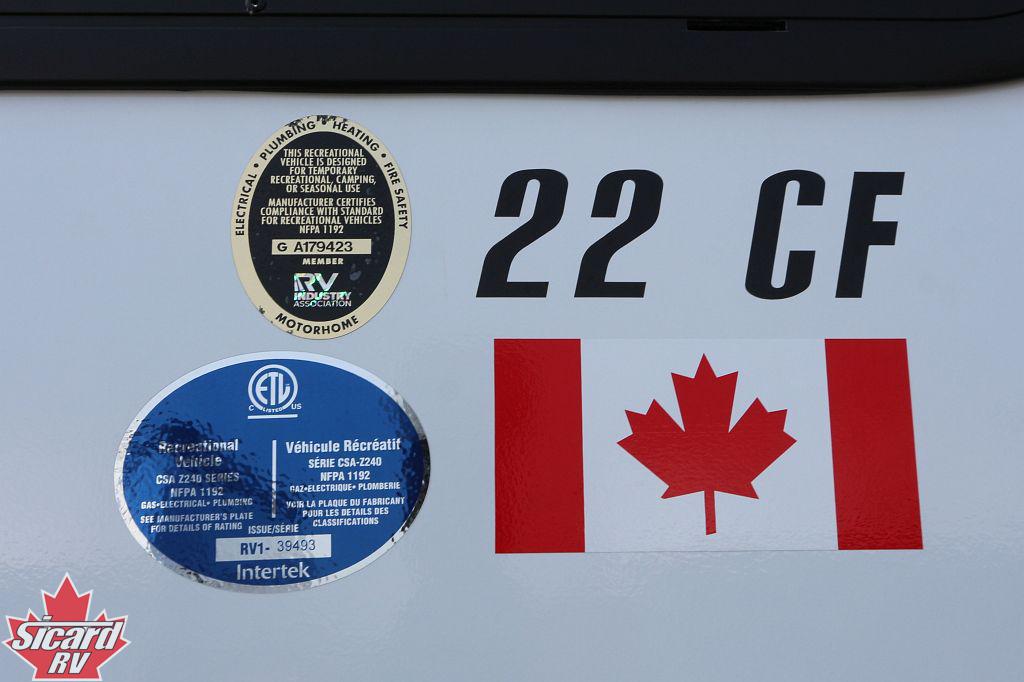 ELECTRICAL • PLUMBING • HEATING • FIRE SAFETY
THIS RECREATIONAL
VEHICLE IS DESIGNED
FOR TEMPORARY
RECREATIONAL, CAMPING,
OR SEASONAL USE
MANUFACTURER CERTIFIES
COMPLIANCE WITH STANDARD
FOR RECREATIONAL VEHICLES
NFPA 1192
G A179423
MEMBER
RV
INDUSTRY
ASSOCIATION
MOTORHOME
22 CF
ETL
C LISTED US
Recreational
Vehicle
CSA Z240 SERIES
NFPA 1192
GAS•ELECTRICAL• PLUMBING
SEE MANUFACTURER'S PLATE
FOR DETAILS OF RATING
Véhicule Récréatif
SÉRIE CSA-Z240
NFPA 1192
GAZ•ELECTRIQUE• PLOMBERIE
VOIR LA PLAQUE DU FABRICANT
POUR LES DETAILS DES
CLASSIFICATIONS
ISSUE/SÉRIE
RV1- 39493
Intertek
Sicard
RV